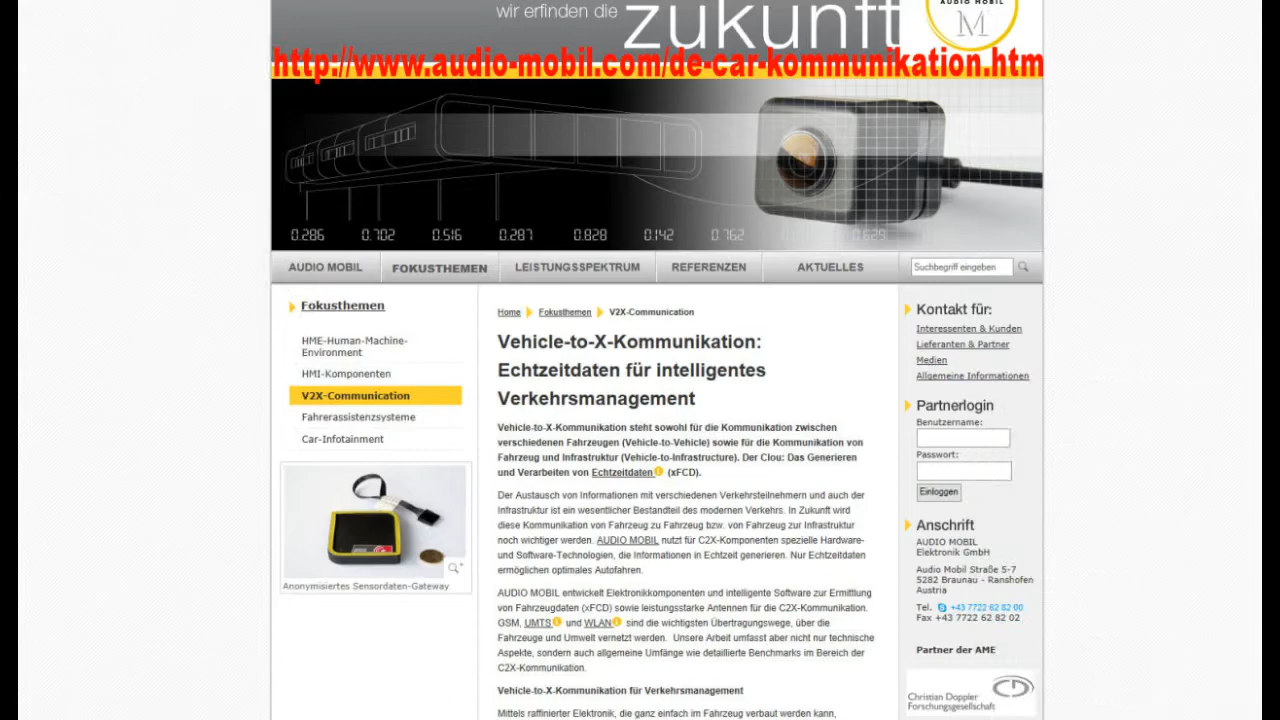 wir erfinden die zukunft
AUDIO MOBIL
M
http://www.audio-mobil.com/de-car-kommunikation.htm
0.286 0.702 0.516 0.287 0.828 0.142 0.762 0.629
AUDIO MOBIL FOKUSTHEMEN LEISTUNGSSPEKTRUM REFERENZEN AKTUELLES Suchbegriff eingeben
Fokusthemen
HME-Human-Machine-
Environment
HMI-Komponenten
V2X-Communication
Fahrerassistenzsysteme
Car-Infotainment
Anonymisiertes Sensordaten-Gateway
Home Fokusthemen V2X-Communication
Vehicle-to-X-Kommunikation:
Echtzeitdaten für intelligentes
Verkehrsmanagement
Vehicle-to-X-Kommunikation steht sowohl für die Kommunikation zwischen
verschiedenen Fahrzeugen (Vehicle-to-Vehicle) sowie für die Kommunikation von
Fahrzeug und Infrastruktur (Vehicle-to-Infrastructure). Der Clou: Das Generieren
und Verarbeiten von Echtzeitdaten (xFCD).
Der Austausch von Informationen mit verschiedenen Verkehrsteilnehmern und auch der
Infrastruktur ist ein wesentlicher Bestandteil des modernen Verkehrs. In Zukunft wird
diese Kommunikation von Fahrzeug zu Fahrzeug bzw. von Fahrzeug zur Infrastruktur
noch wichtiger werden. AUDIO MOBIL nutzt für C2X-Komponenten spezielle Hardware-
und Software-Technologien, die Informationen in Echtzeit generieren. Nur Echtzeitdaten
ermöglichen optimales Autofahren.
AUDIO MOBIL entwickelt Elektronikkomponenten und intelligente Software zur Ermittlung
von Fahrzeugdaten (xFCD) sowie leistungsstarke Antennen für die C2X-Kommunikation.
GSM, UMTS und WLAN sind die wichtigsten Übertragungswege, über die
Fahrzeuge und Umwelt vernetzt werden. Unsere Arbeit umfasst aber nicht nur technische
Aspekte, sondern auch allgemeine Umfänge wie detaillierte Benchmarks im Bereich der
C2X-Kommunikation.
Vehicle-to-X-Kommunikation für Verkehrsmanagement
Mittels raffinierter Elektronik, die ganz einfach im Fahrzeug verbaut werden kann,
Kontakt für:
Interessenten & Kunden
Lieferanten & Partner
Medien
Allgemeine Informationen
Partnerlogin
Benutzername:
Passwort:
Einloggen
Anschrift
AUDIO MOBIL
Elektronik GmbH
Audio Mobil Straße 5-7
5282 Braunau - Ranshofen
Austria
Tel. +43 7722 62 82 00
Fax +43 7722 62 82 02
Partner der AME
Christian Doppler
Forschungsgesellschaft
CD